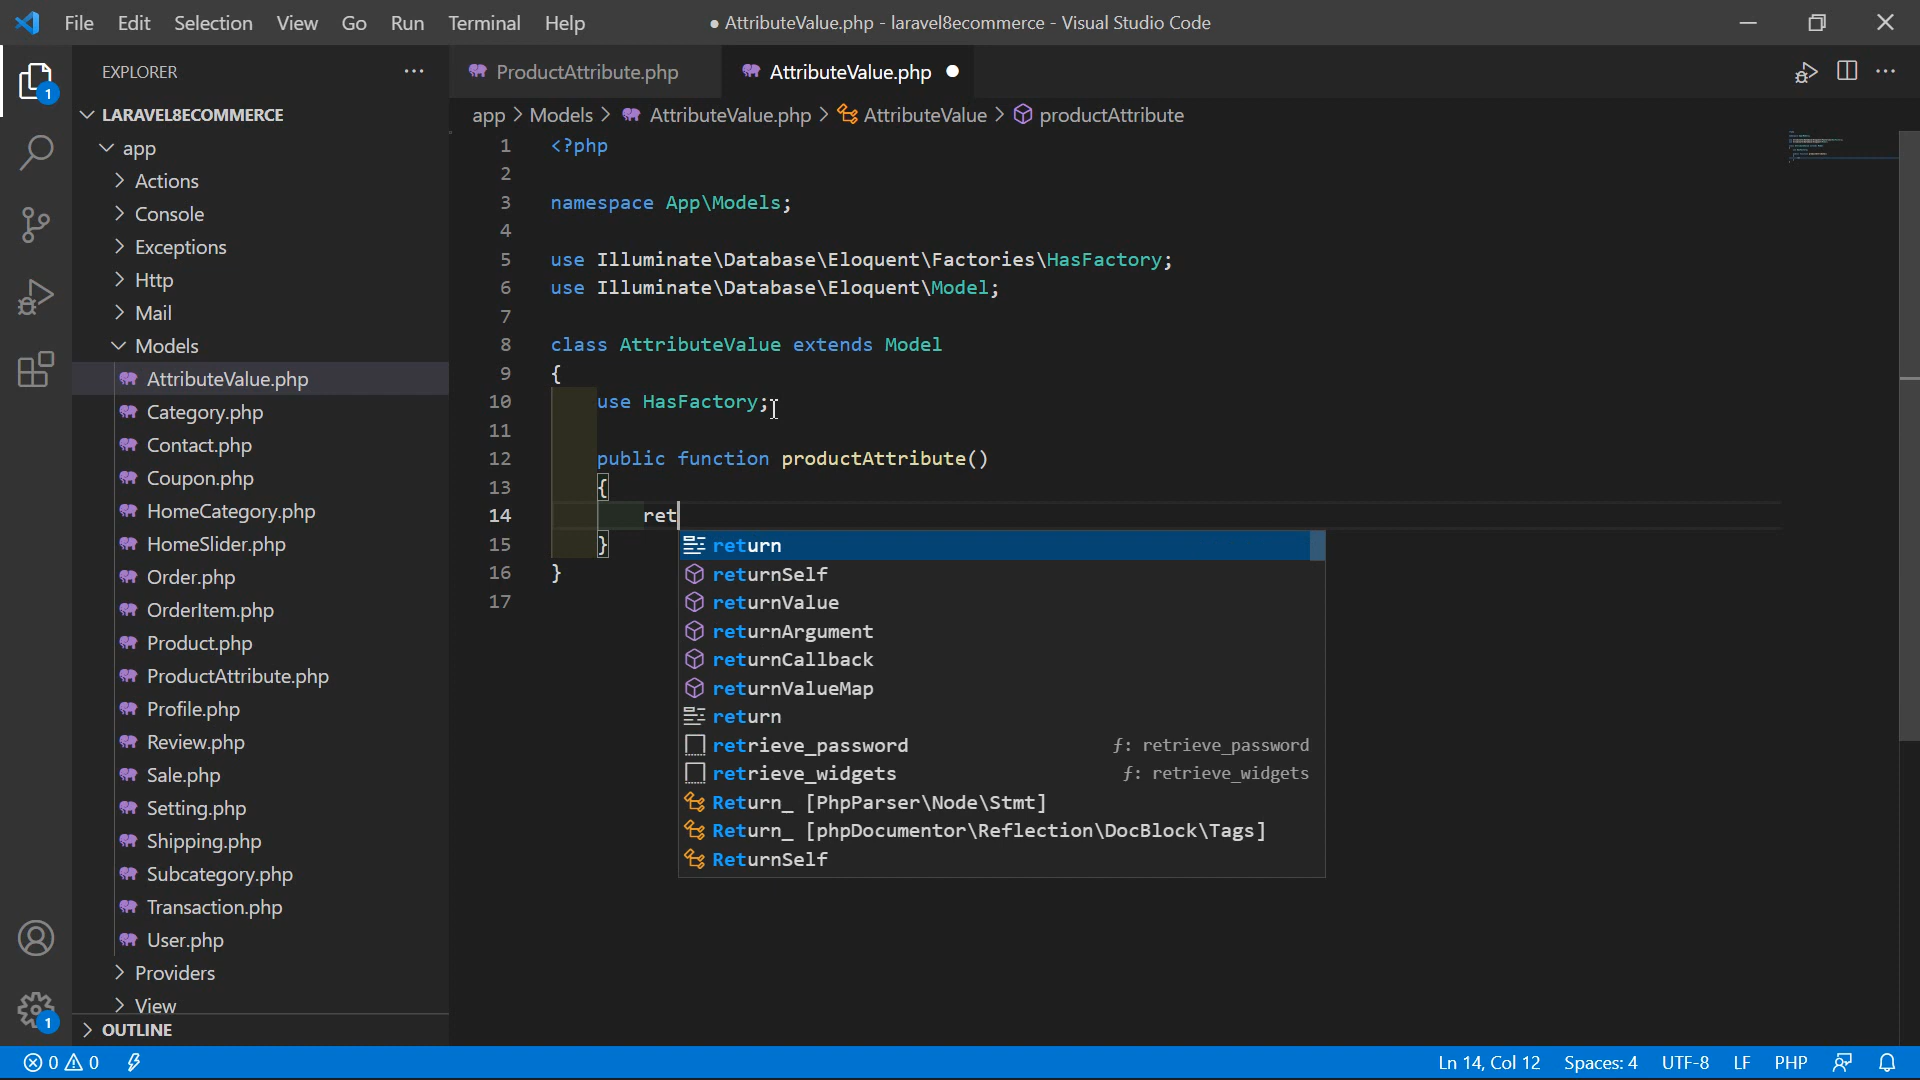 File Edit Selection View Go Run Terminal Help
● AttributeValue.php - laravel8ecommerce - Visual Studio Code
EXPLORER
ProductAttribute.php
AttributeValue.php
app > Models > AttributeValue.php > AttributeValue > productAttribute
1
LARAVEL8ECOMMERCE
app
Actions
Console
Exceptions
Http
Mail
Models
AttributeValue.php
Category.php
Contact.php
Coupon.php
HomeCategory.php
HomeSlider.php
Order.php
OrderItem.php
Product.php
ProductAttribute.php
Profile.php
Review.php
Sale.php
Setting.php
Shipping.php
Subcategory.php
Transaction.php
User.php
Providers
View
OUTLINE
1
1 <?php
2
3 namespace App\Models;
4
5 use Illuminate\Database\Eloquent\Factories\HasFactory;
6 use Illuminate\Database\Eloquent\Model;
7
8 class AttributeValue extends Model
9 {
10 use HasFactory;
11
12 public function productAttribute()
13 {
14 ret
15 }
16 }
17
return
returnSelf
returnValue
returnArgument
returnCallback
returnValueMap
return
retrieve_password ƒ: retrieve_password
retrieve_widgets ƒ: retrieve_widgets
Return_ [PhpParser\Node\Stmt]
Return_ [phpDocumentor\Reflection\DocBlock\Tags]
ReturnSelf
0 0 Ln 14, Col 12 Spaces: 4 UTF-8 LF PHP